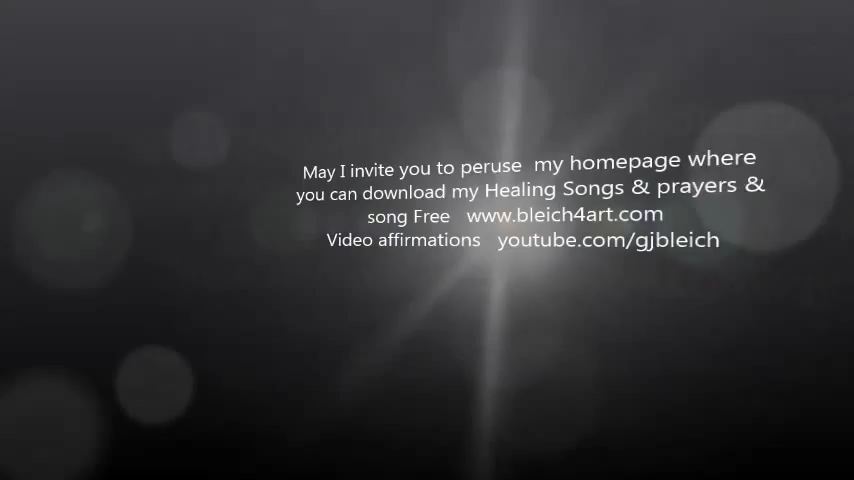 May I invite you to peruse my homepage where
you can download my Healing Songs & prayers &
song Free www.bleich4art.com
Video affirmations youtube.com/gjbleich